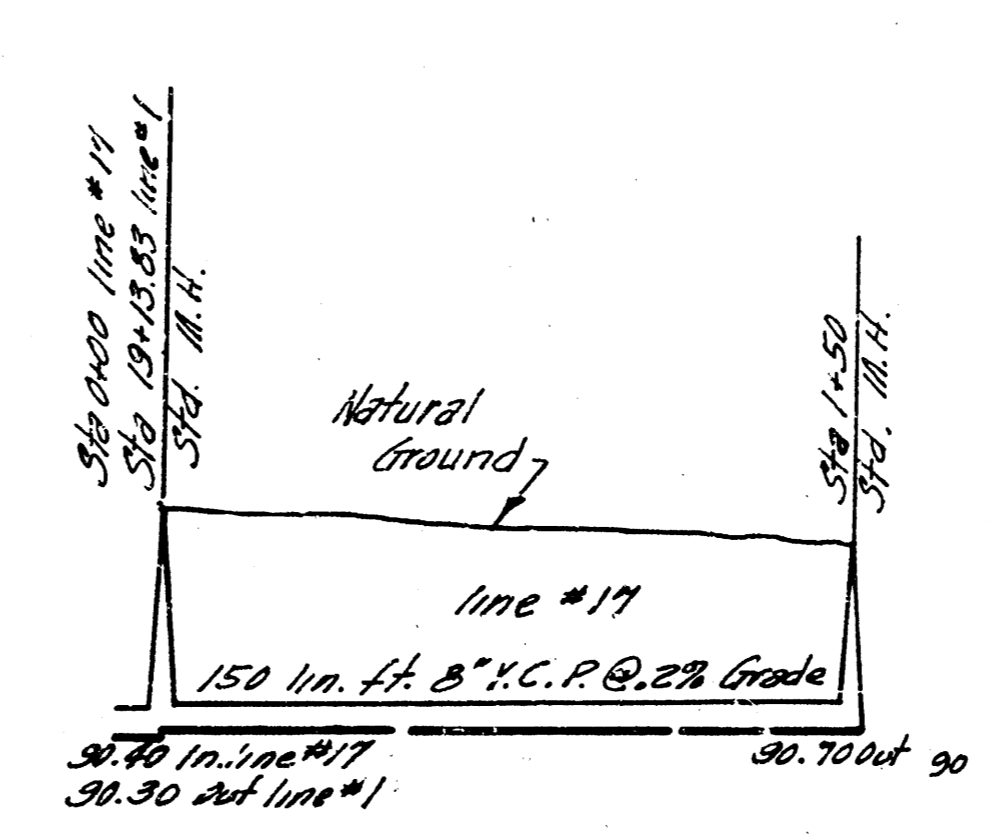 Sta 0+00 line #17
Sta 19+13.83 line #1
Std. M.H.
Natural
Ground
Sta 1+50
Std. M.H.
line #17
150 lin. ft. 8" V.C.P. @ .2% Grade
90.40 In line #17
90.30 out line #1
90.70 Out
90